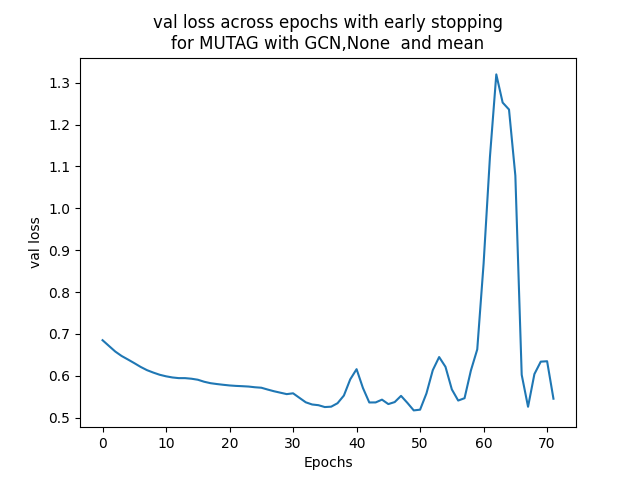 val loss across epochs with early stopping
for MUTAG with GCN,None  and mean
1.3
1.2
1.1
1.0
0.9
0.8
0.7
0.6
0.5
val loss
0 10 20 30 40 50 60 70
Epochs